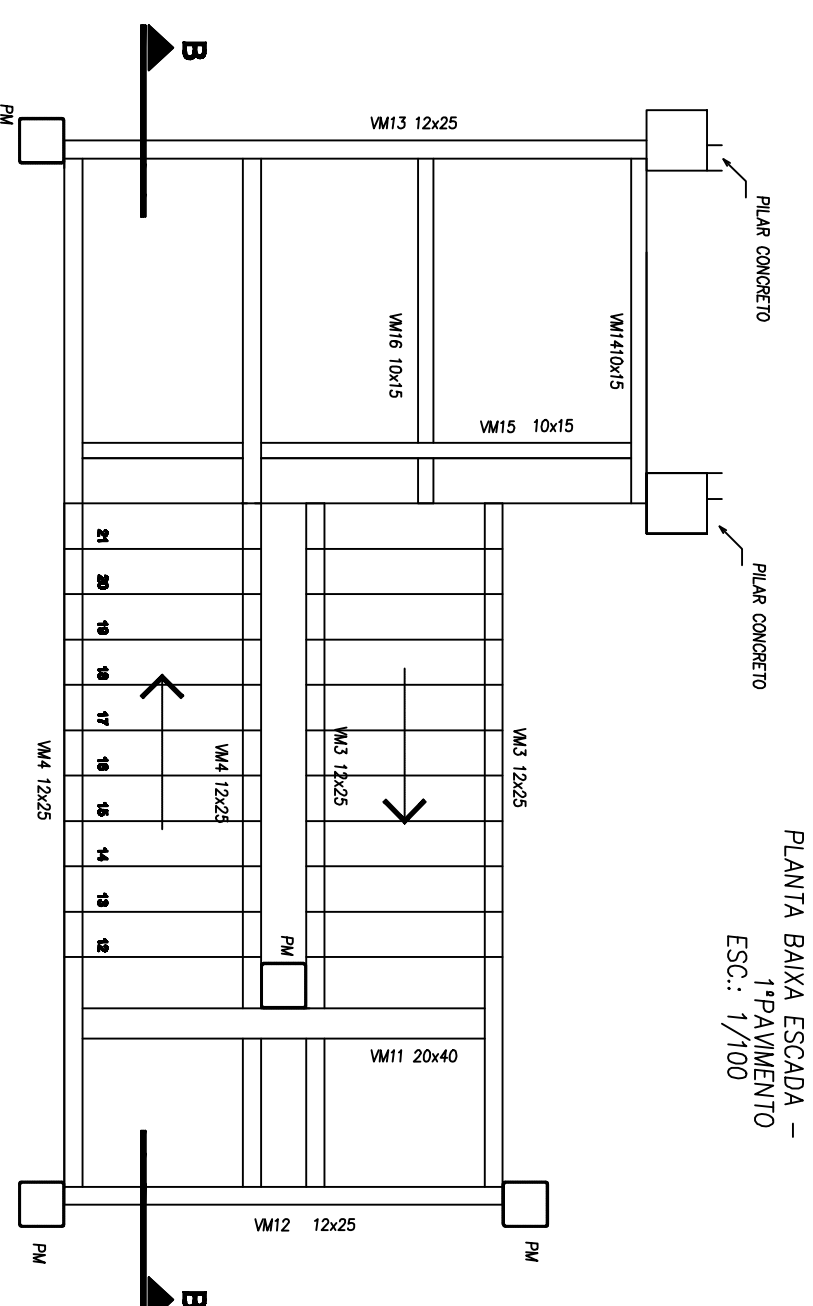 PLANTA BAIXA ESCADA -
1ºPAVIMENTO
ESC.: 1/100
B
PM
VM13 12x25
PILAR CONCRETO
VM1410x15
VM16 10x15
VM15 10x15
PILAR CONCRETO
21
20
19
18
17
16
15
14
13
12
VM3 12x25
VM3 12x25
VM4 12x25
VM4 12x25
PM
VM11 20x40
VM12 12x25
PM
PM
B